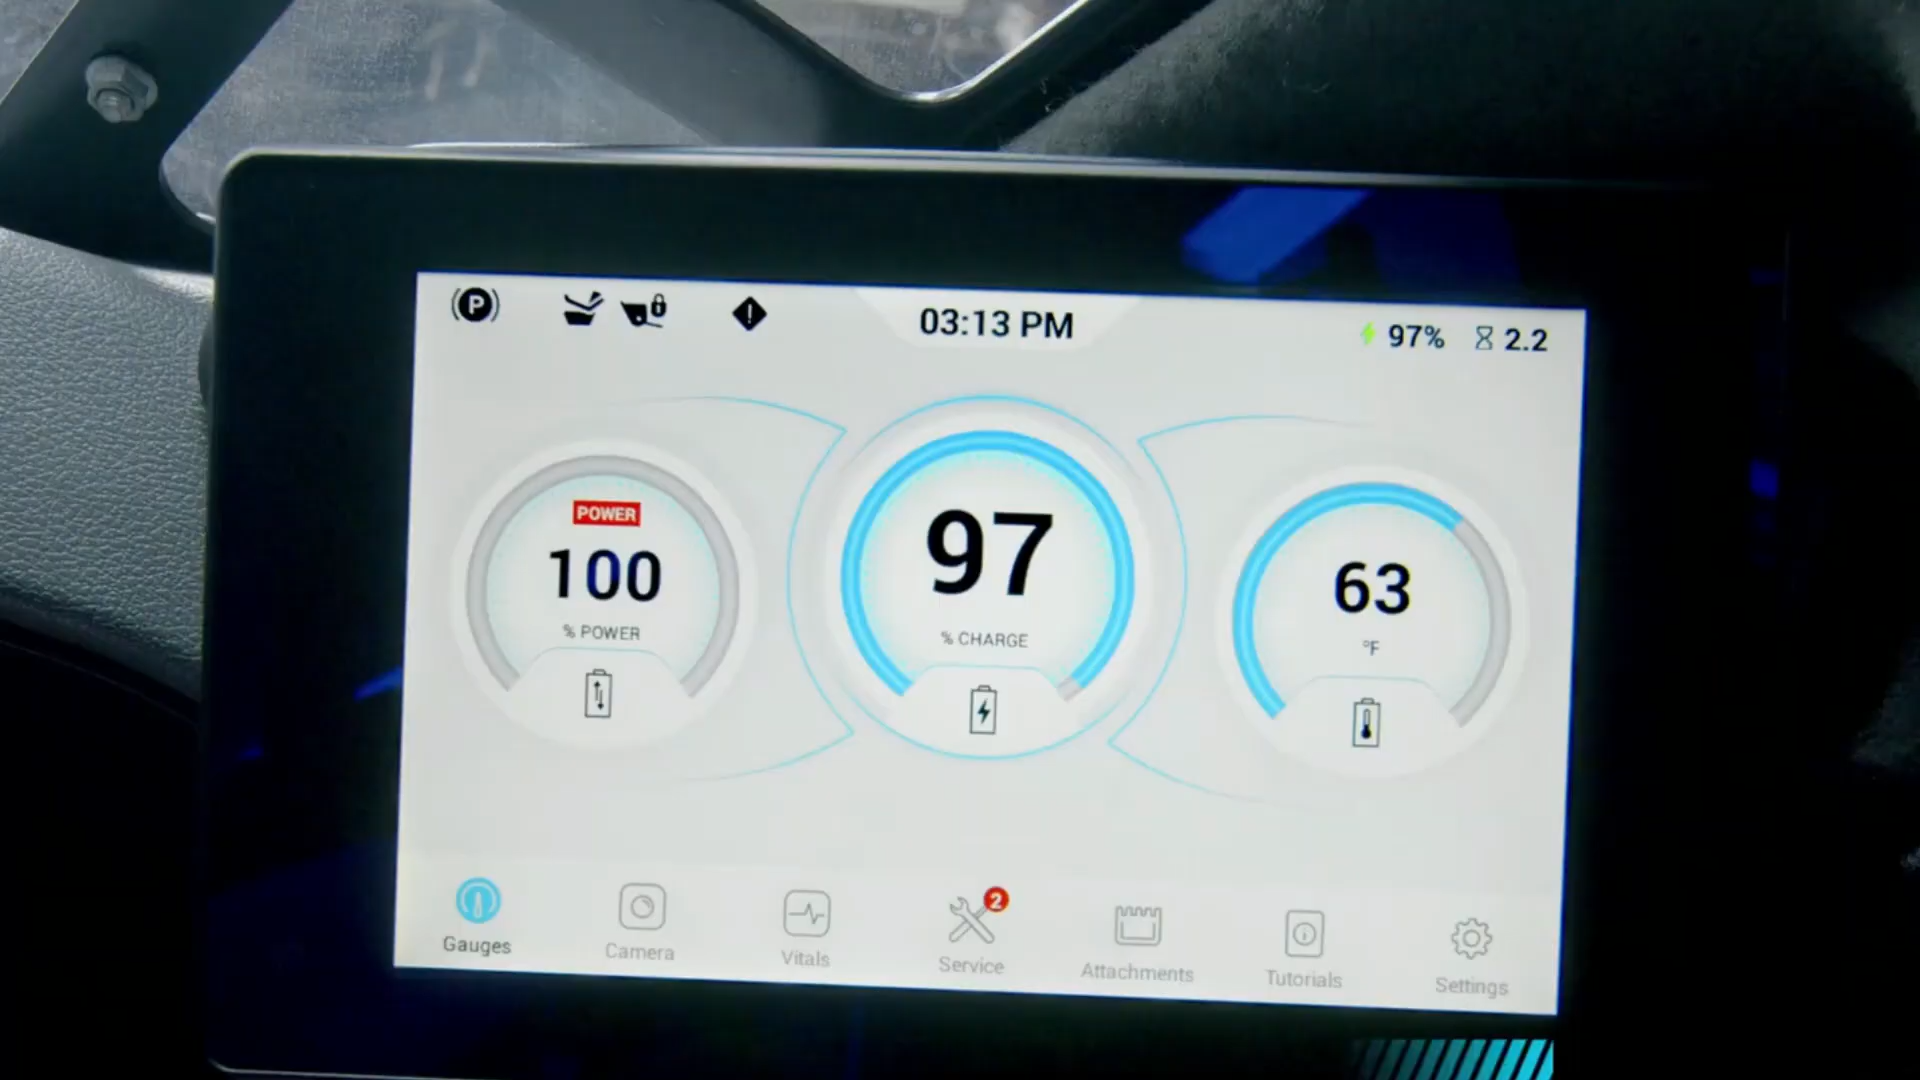 P
03:13 PM
97%
2.2
POWER
100
% POWER
97
% CHARGE
63
°F
Gauges
Camera
Vitals
2
Service
Attachments
Tutorials
Settings